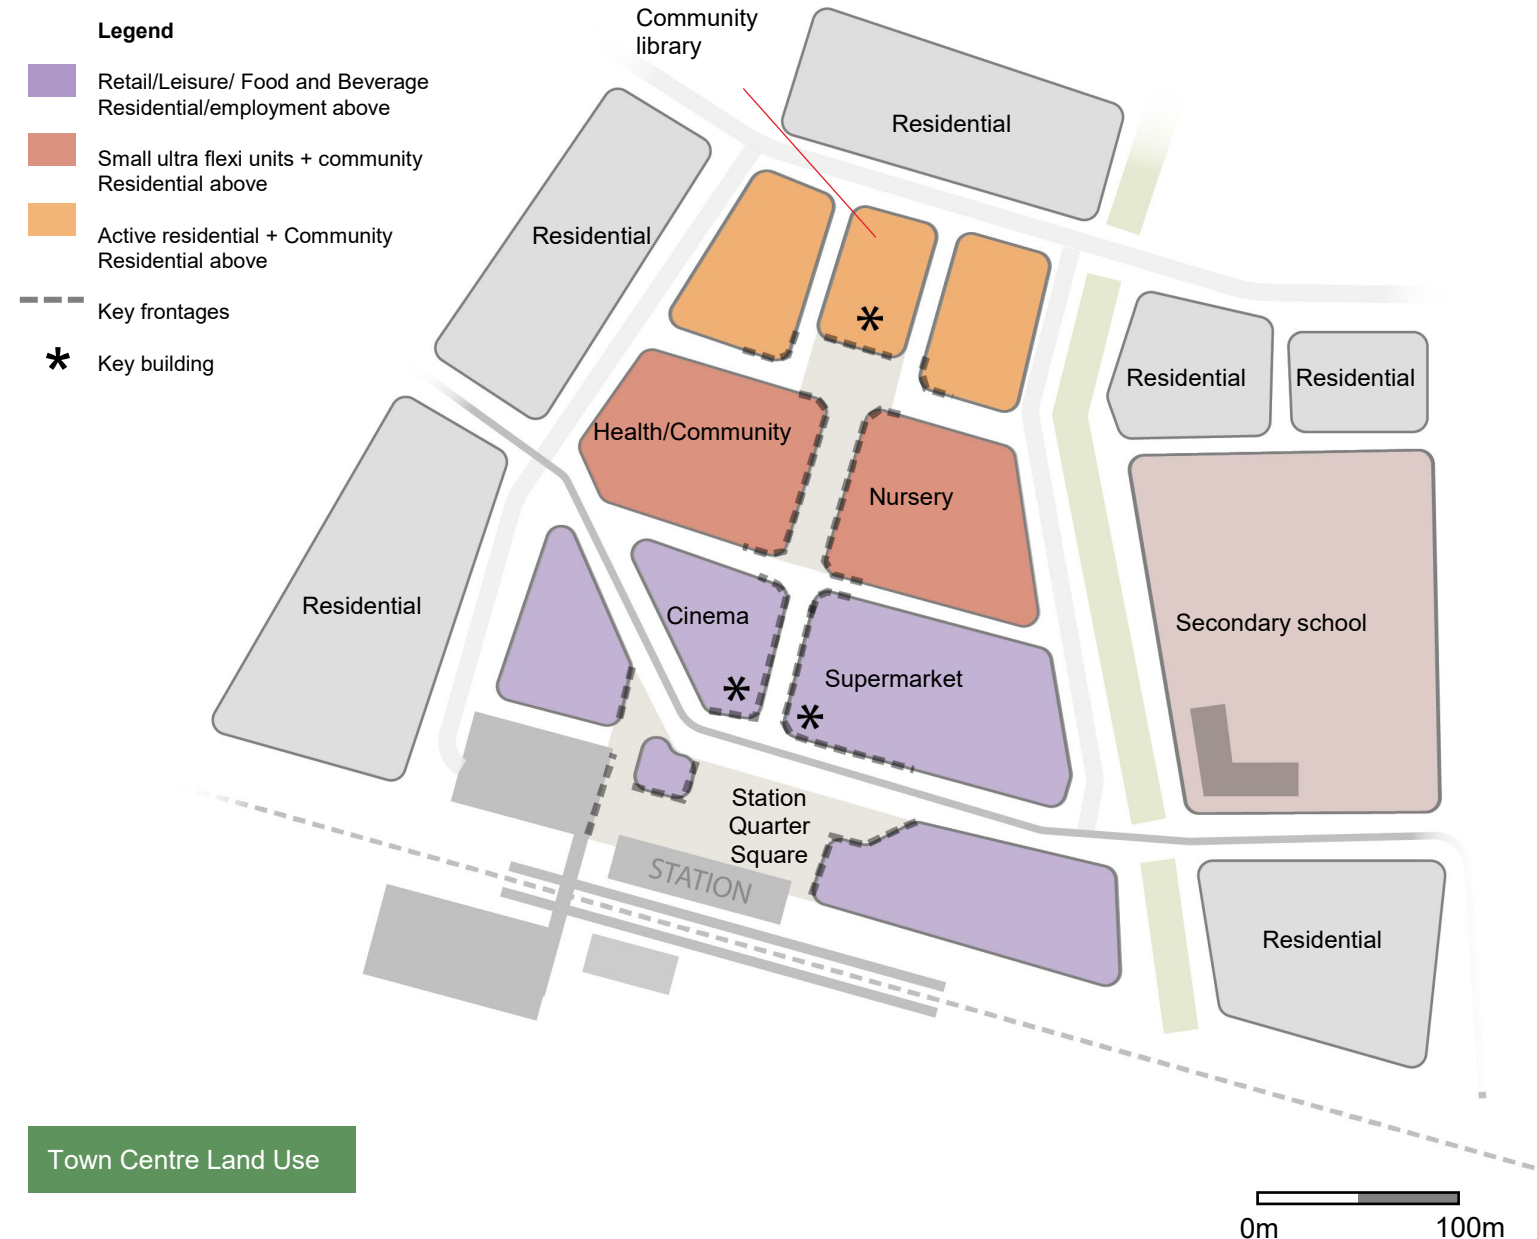 Legend
Retail/Leisure/ Food and Beverage
Residential/employment above
Small ultra flexi units + community
Residential above
Active residential + Community
Residential above
Key frontages
* Key building
Community
library
Residential
Residential
Residential
Residential
Health/Community
Nursery
*
Residential
Cinema
*
Supermarket
*
Secondary school
Station
Quarter
Square
STATION
Residential
Town Centre Land Use
0m 100m